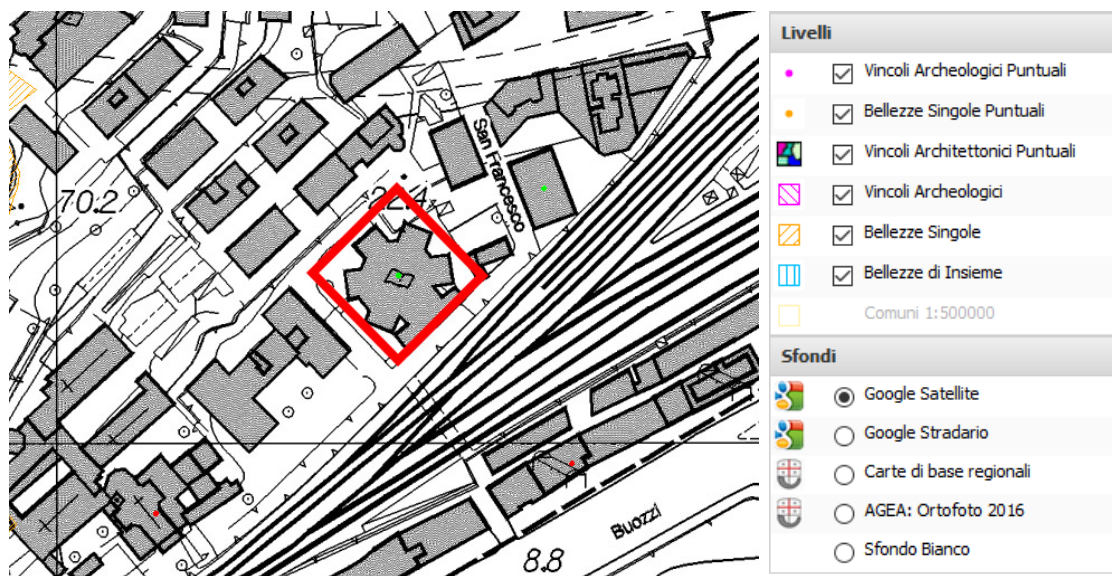 70.2
22.4
San Francesco
Buozzi
8.8
Livelli
Vincoli Archeologici Puntuali
Bellezze Singole Puntuali
Vincoli Architettonici Puntuali
Vincoli Archeologici
Bellezze Singole
Bellezze di Insieme
Comuni 1:500000
Sfondi
Google Satellite
Google Stradario
Carte di base regionali
AGEA: Ortofoto 2016
Sfondo Bianco